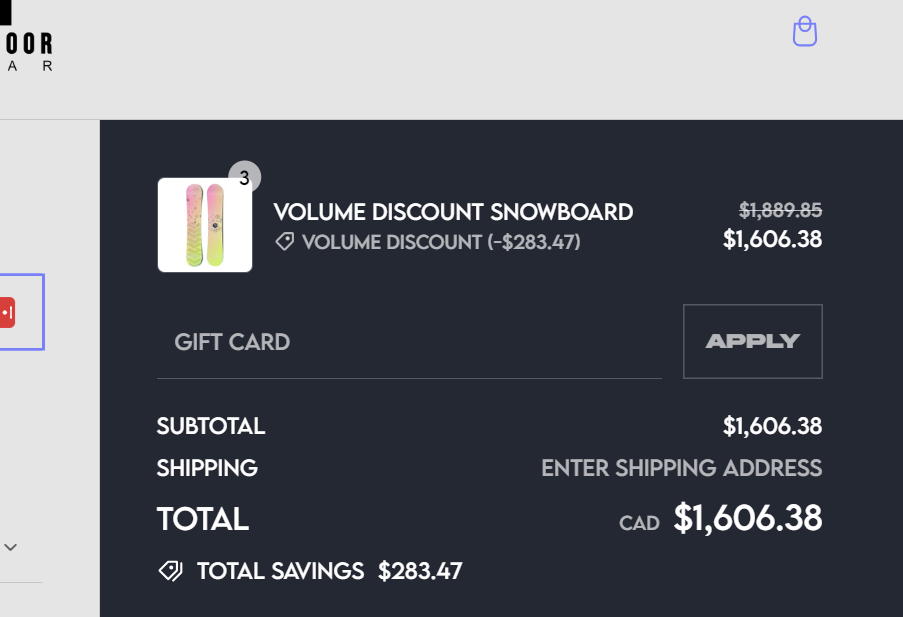 OOR
A R
3
VOLUME DISCOUNT SNOWBOARD
$1,889.85
VOLUME DISCOUNT (-$283.47)
$1,606.38
GIFT CARD
APPLY
SUBTOTAL $1,606.38
SHIPPING ENTER SHIPPING ADDRESS
TOTAL CAD $1,606.38
TOTAL SAVINGS $283.47